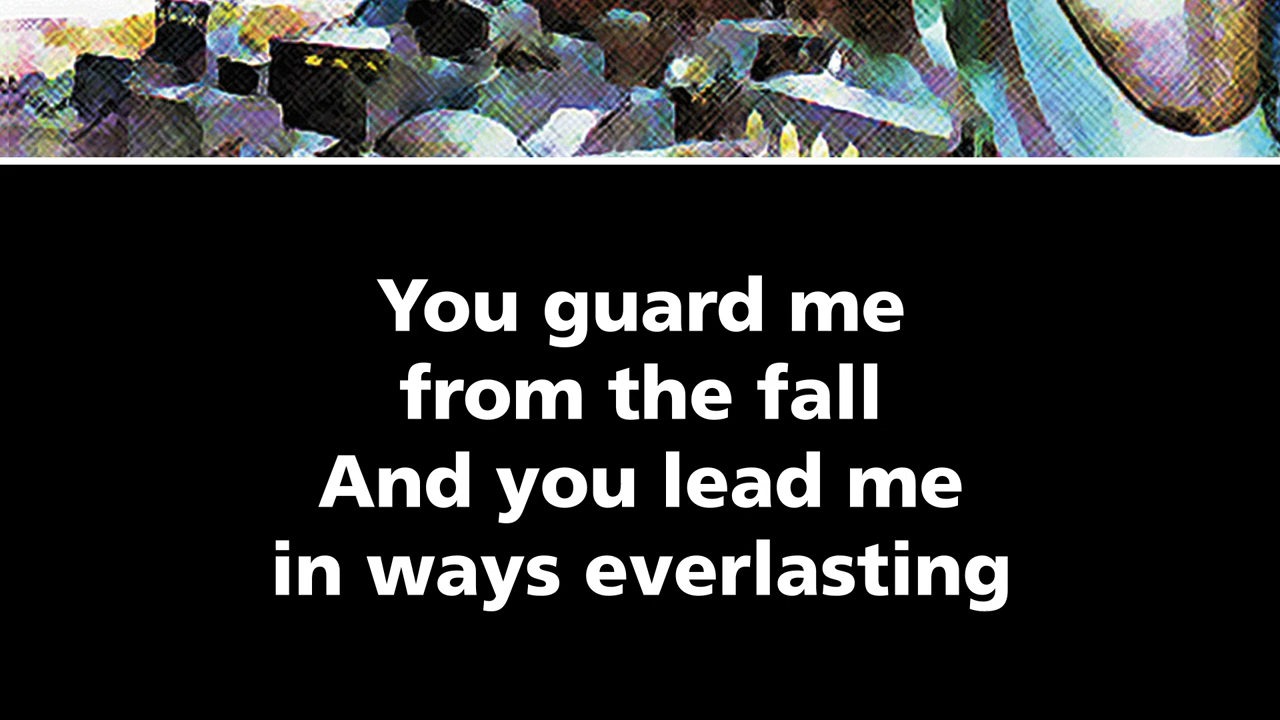 You guard me
from the fall
And you lead me
in ways everlasting